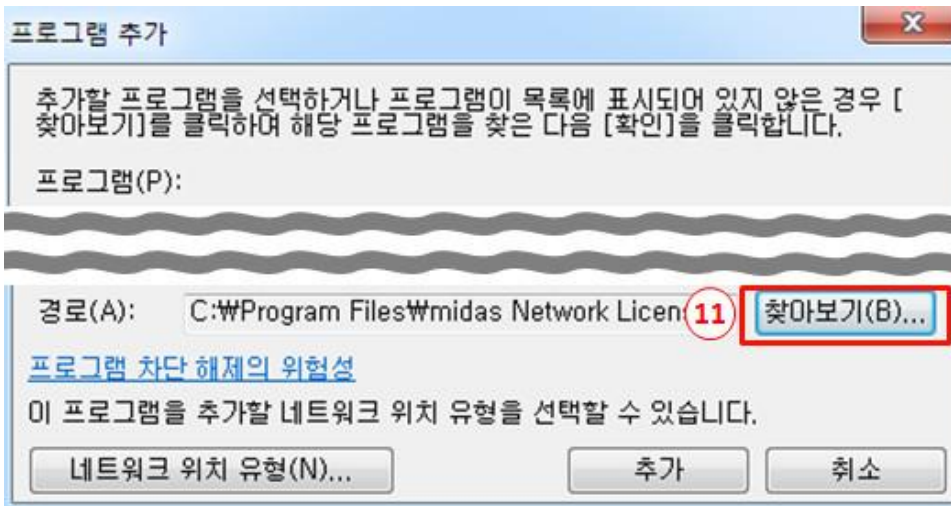 프로그램 추가
추가할 프로그램을 선택하거나 프로그램이 목록에 표시되어 있지 않은 경우 [
찾아보기]를 클릭하여 해당 프로그램을 찾은 다음 [확인]을 클릭합니다.
프로그램(P):
경로(A): C:₩Program Files₩midas Network Licen 11 찾아보기(B)...
프로그램 차단 해제의 위험성
이 프로그램을 추가할 네트워크 위치 유형을 선택할 수 있습니다.
네트워크 위치 유형(N)... 추가 취소